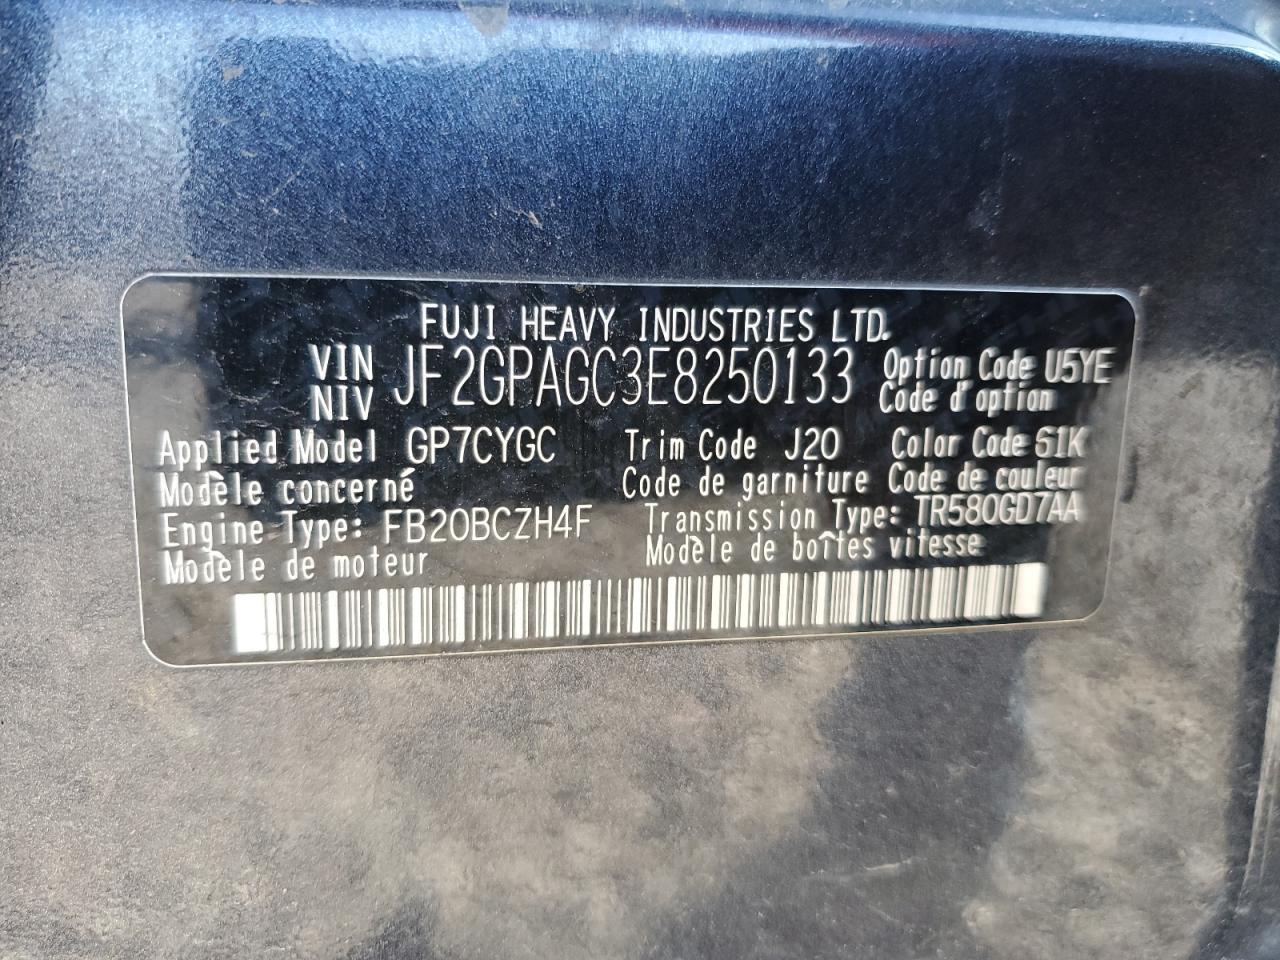 FUJI HEAVY INDUSTRIES LTD.
VIN JF2GPAGC3E8250133 Option Code U5YE
NIV Code d'option
Applied Model GP7CYGC Trim Code J20 Color Code 61K
Modèle concerné Code de garniture Code de couleur
Engine Type: FB20BCZH4F Transmission Type: TR580GD7AA
Modèle de moteur Modèle de boîtes vitesse